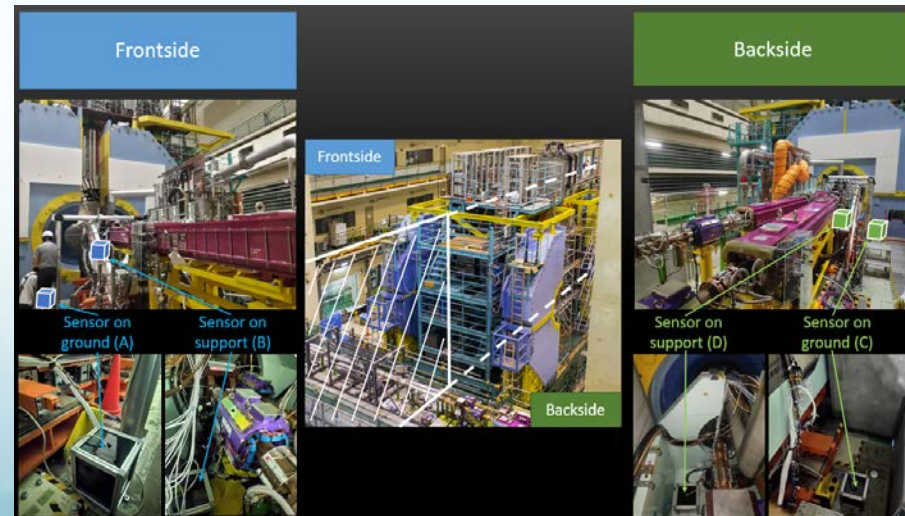 Frontside
Backside
Frontside
Sensor on
ground (A)
Sensor on
support (B)
Sensor on
support (D)
Sensor on
ground (C)
Backside